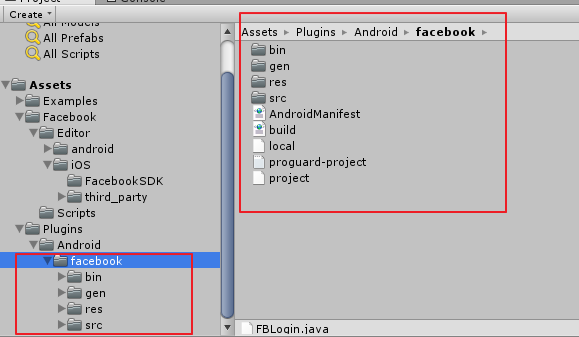 Project
Console
Create
All Models
All Prefabs
All Scripts
Assets
Examples
Facebook
Editor
android
iOS
FacebookSDK
third_party
Scripts
Plugins
Android
facebook
bin
gen
res
src
Assets Plugins Android facebook
bin
gen
res
src
AndroidManifest
build
local
proguard-project
project
FBLogin.java